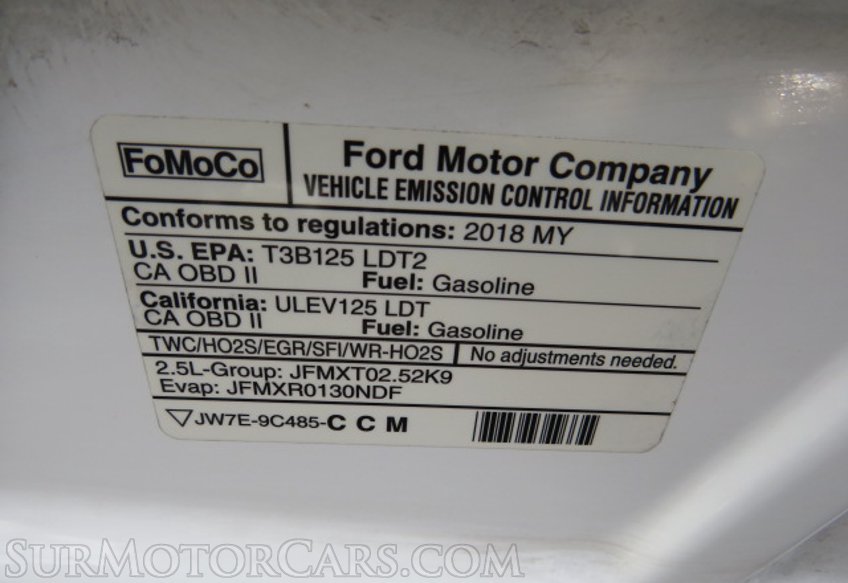 FoMoCo
Ford Motor Company
VEHICLE EMISSION CONTROL INFORMATION
Conforms to regulations: 2018 MY
U.S. EPA: T3B125 LDT2
CA OBD II Fuel: Gasoline
California: ULEV125 LDT
CA OBD II Fuel: Gasoline
TWC/HO2S/EGR/SFI/WR-HO2S No adjustments needed.
2.5L-Group: JFMXT02.52K9
Evap: JFMXR0130NDF
JW7E-9C485-C C M
SURMOTORCARS.COM